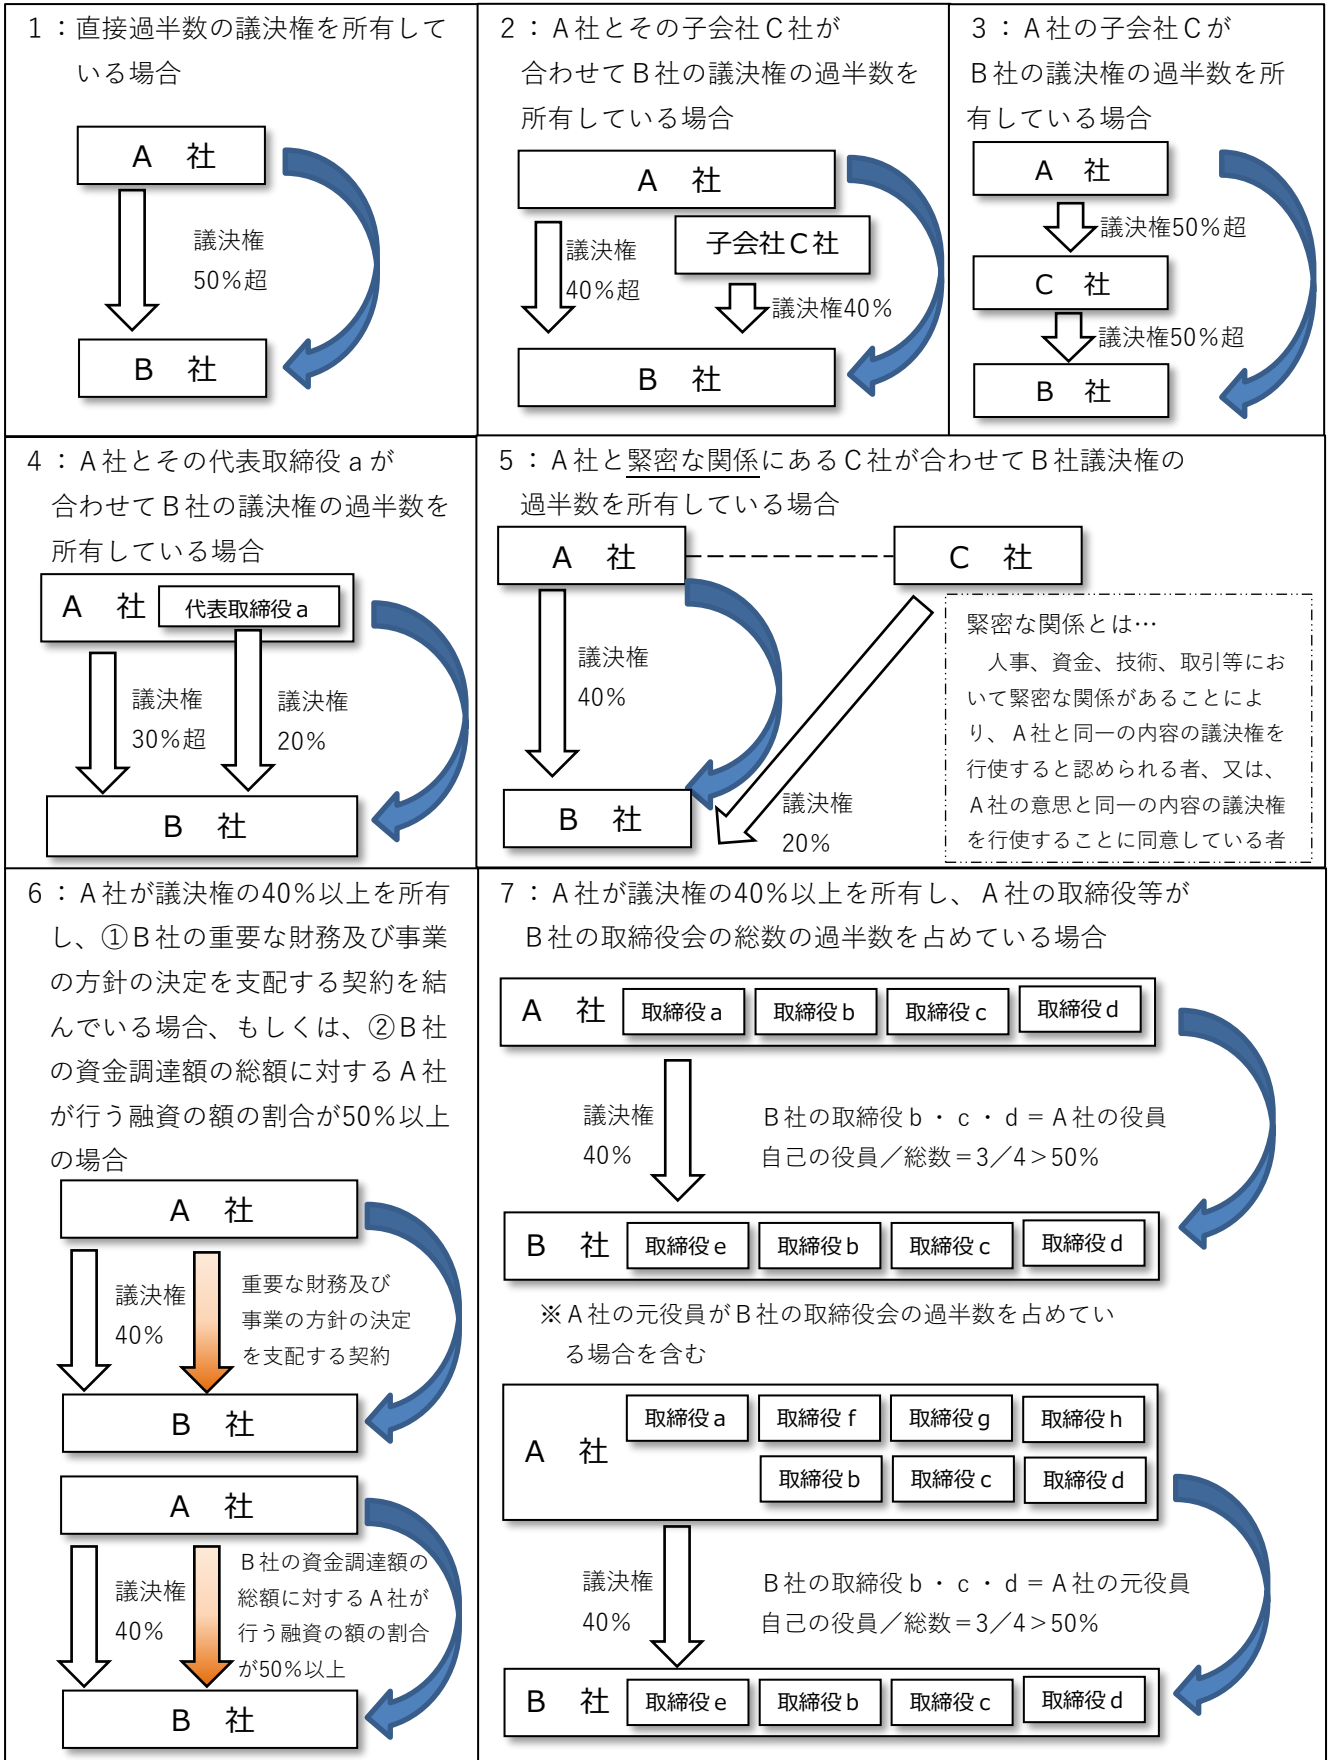 1：直接過半数の議決権を所有して
いる場合
A　社
議決権
50%超
B　社
2：A社とその子会社C社が
合わせてB社の議決権の過半数を
所有している場合
A　社
子会社C社
議決権
40%超
議決権40%
B　社
3：A社の子会社Cが
B社の議決権の過半数を所
有している場合
A　社
議決権50%超
C　社
議決権50%超
B　社
4：A社とその代表取締役aが
合わせてB社の議決権の過半数を
所有している場合
A　社
代表取締役a
議決権
30%超
議決権
20%
B　社
5：A社と緊密な関係にあるC社が合わせてB社議決権の
過半数を所有している場合
A　社
C　社
議決権
40%
議決権
20%
B　社
緊密な関係とは…
人事、資金、技術、取引等にお
いて緊密な関係があることによ
り、A社と同一の内容の議決権を
行使すると認められる者、又は、
A社の意思と同一の内容の議決権
を行使することに同意している者
6：A社が議決権の40%以上を所有
し、①B社の重要な財務及び事業
の方針の決定を支配する契約を結
んでいる場合、もしくは、②B社
の資金調達額の総額に対するA社
が行う融資の額の割合が50%以上
の場合
A　社
議決権
40%
重要な財務及び
事業の方針の決定
を支配する契約
B　社
A　社
議決権
40%
B社の資金調達額の
総額に対するA社が
行う融資の額の割合
が50%以上
B　社
7：A社が議決権の40%以上を所有し、A社の取締役等が
B社の取締役会の総数の過半数を占めている場合
A　社 取締役a 取締役b 取締役c 取締役d
議決権
40%
B社の取締役b・c・d＝A社の役員
自己の役員／総数＝3／4＞50%
B　社 取締役e 取締役b 取締役c 取締役d
※A社の元役員がB社の取締役会の過半数を占めてい
る場合を含む
A　社
取締役a 取締役f 取締役g 取締役h
取締役b 取締役c 取締役d
議決権
40%
B社の取締役b・c・d＝A社の元役員
自己の役員／総数＝3／4＞50%
B　社 取締役e 取締役b 取締役c 取締役d